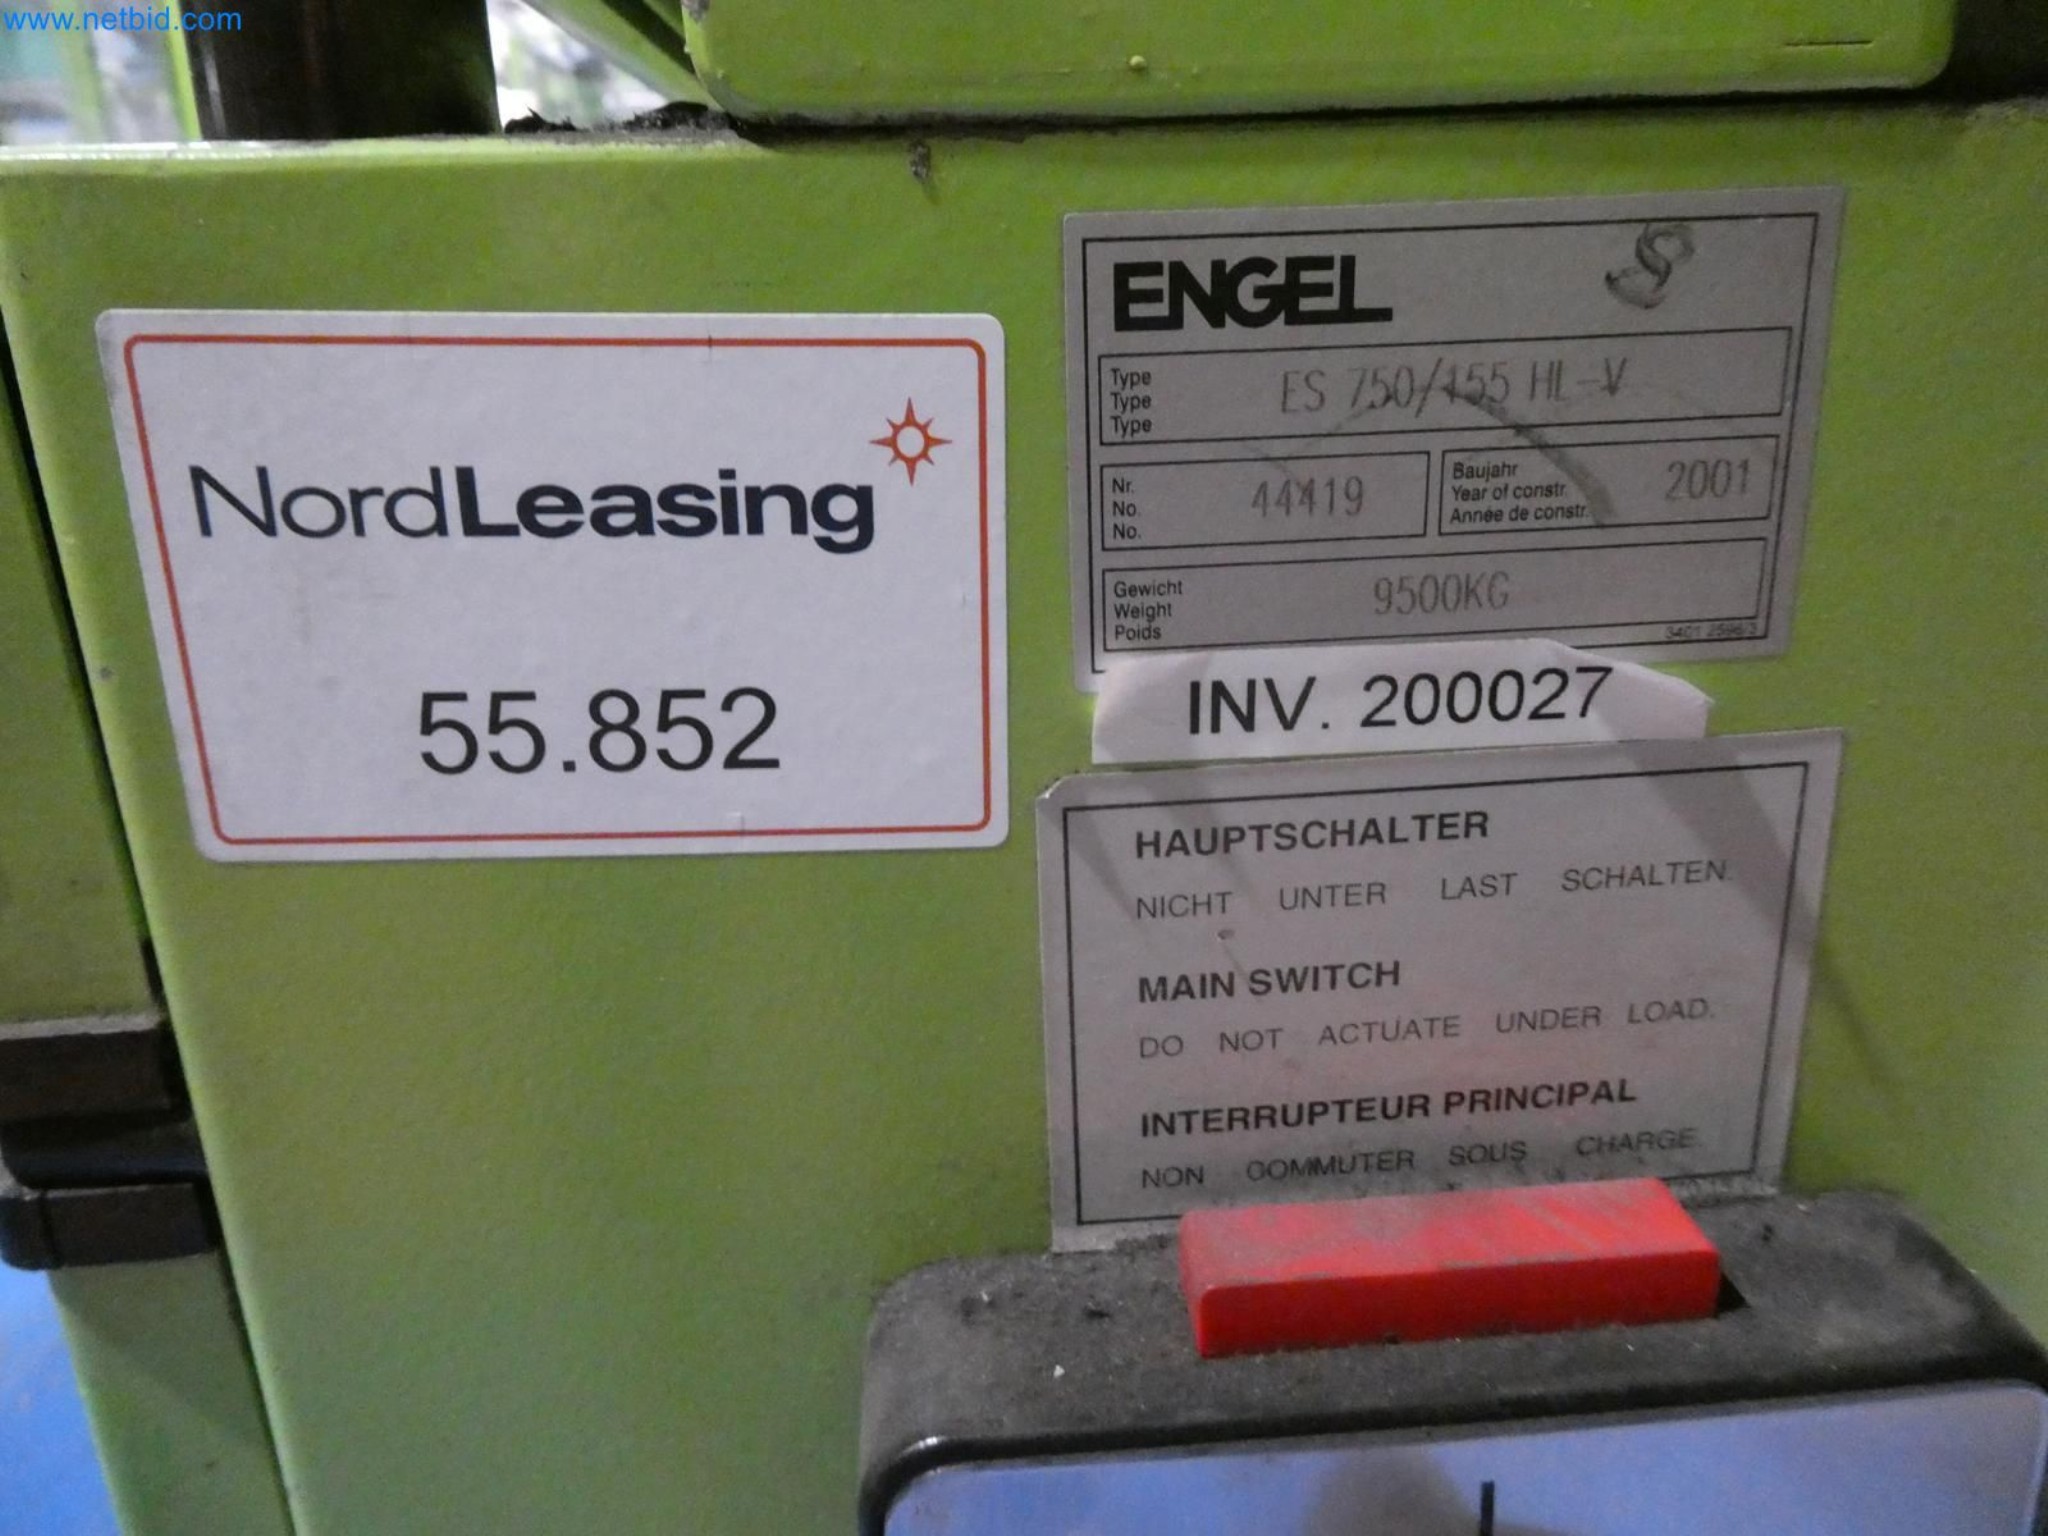 www.netbid.com
NordLeasing
55.852
ENGEL
Type
Type
Type
ES 750/155 HL-V
Nr.
No.
No.
44419
Baujahr
Year of constr.
Année de constr.
2001
Gewicht
Weight
Poids
9500KG
INV. 200027
HAUPTSCHALTER
NICHT UNTER LAST SCHALTEN.
MAIN SWITCH
DO NOT ACTUATE UNDER LOAD.
INTERRUPTEUR PRINCIPAL
NON COMMUTER SOUS CHARGE.